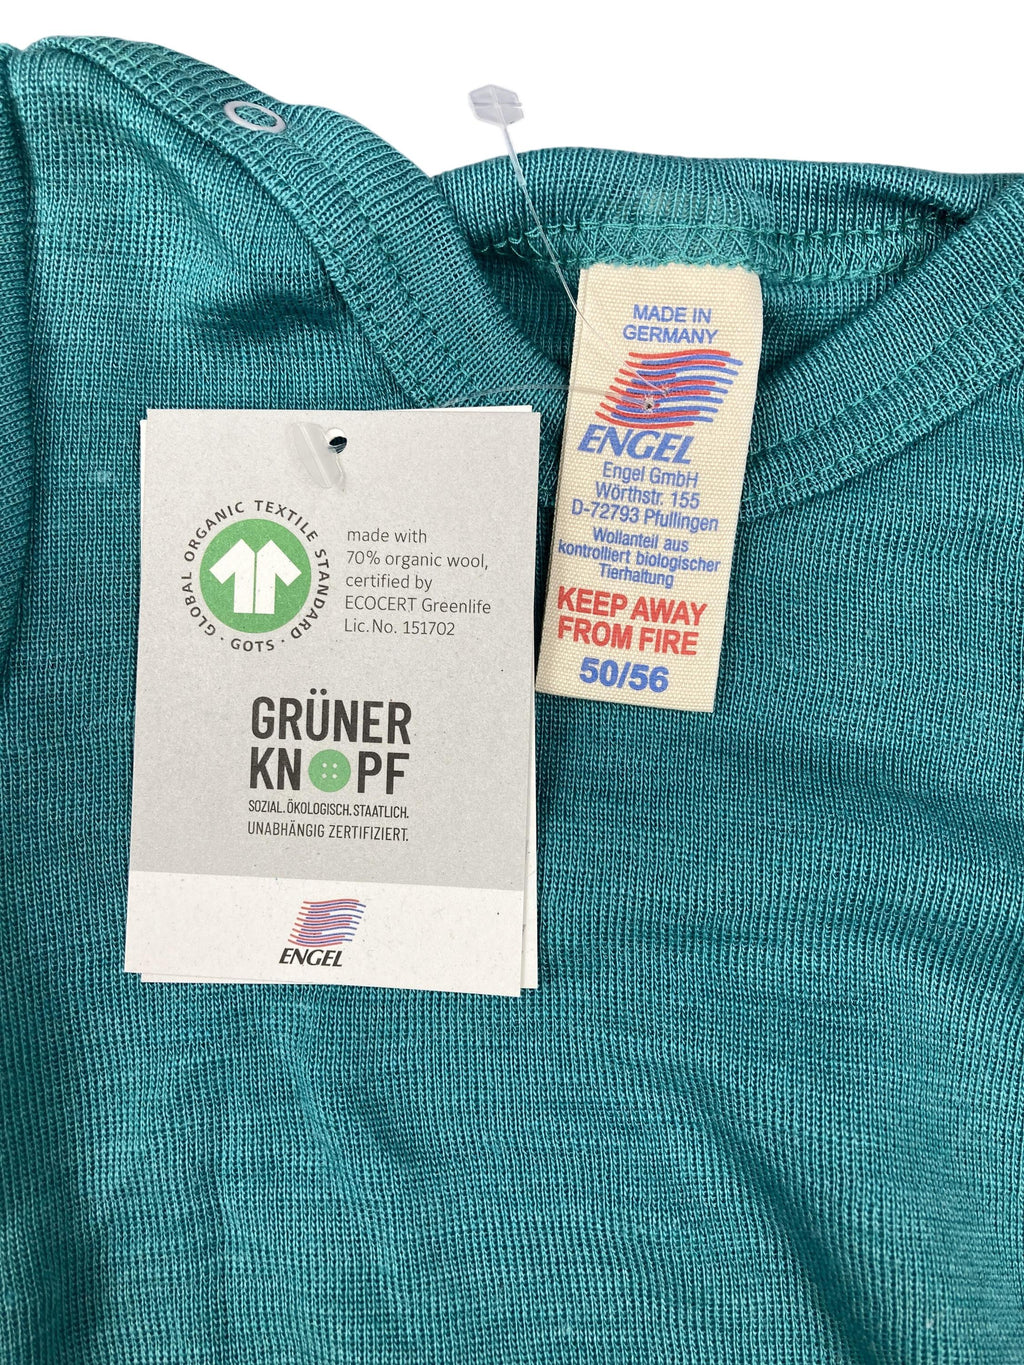 MADE IN
GERMANY
ENGEL
Engel GmbH
Wörthstr. 155
D-72793 Pfullingen
Wollanteil aus
kontrolliert biologischer
Tierhaltung
KEEP AWAY
FROM FIRE
50/56
GLOBAL ORGANIC TEXTILE STANDARD · GOTS ·
made with
70% organic wool,
certified by
ECOCERT Greenlife
Lic. No. 151702
GRÜNER
KNOPF
SOZIAL. ÖKOLOGISCH. STAATLICH.
UNABHÄNGIG ZERTIFIZIERT.
ENGEL